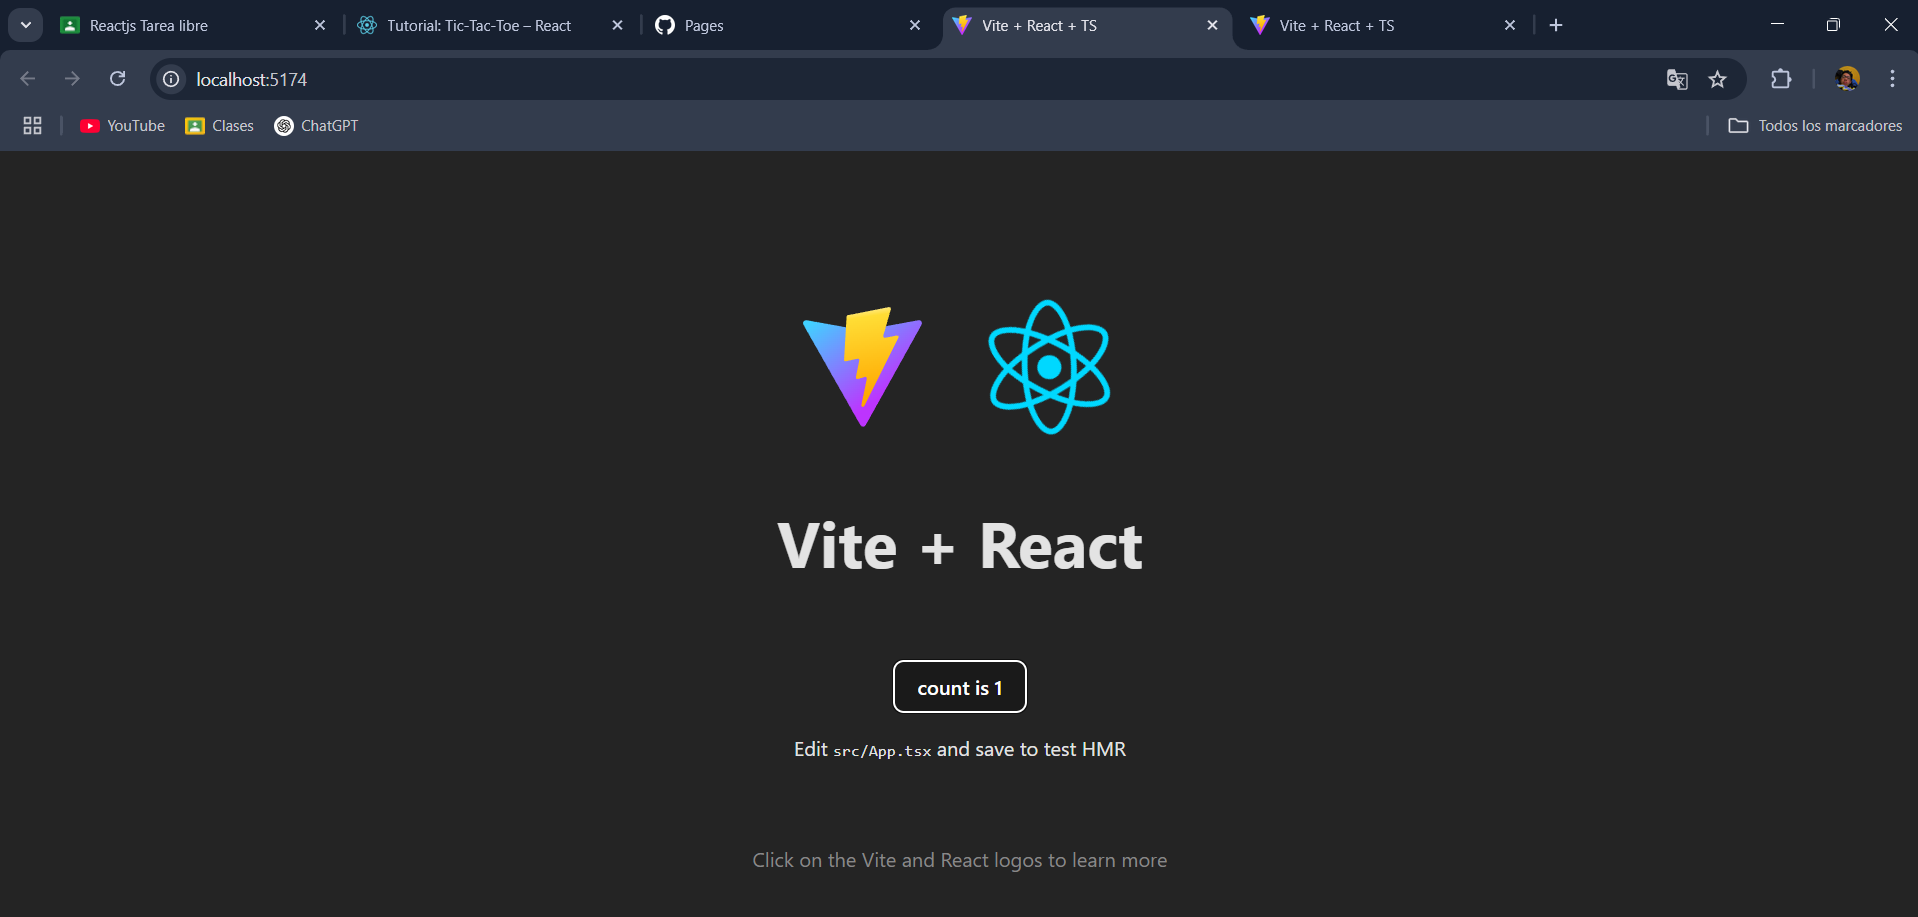 Reactjs Tarea libre
Tutorial: Tic-Tac-Toe – React
Pages
Vite + React + TS
Vite + React + TS
localhost:5174
YouTube
Clases
ChatGPT
Todos los marcadores
Vite + React
count is 1
Edit src/App.tsx and save to test HMR
Click on the Vite and React logos to learn more